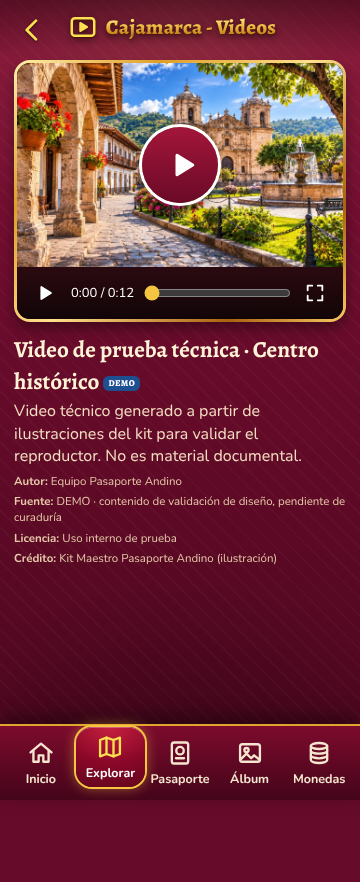 Cajamarca - Videos
0:00 / 0:12
Video de prueba técnica · Centro
histórico DEMO
Video técnico generado a partir de
ilustraciones del kit para validar el
reproductor. No es material documental.
Autor: Equipo Pasaporte Andino
Fuente: DEMO · contenido de validación de diseño, pendiente de
curaduría
Licencia: Uso interno de prueba
Crédito: Kit Maestro Pasaporte Andino (ilustración)
Inicio
Explorar
Pasaporte
Álbum
Monedas